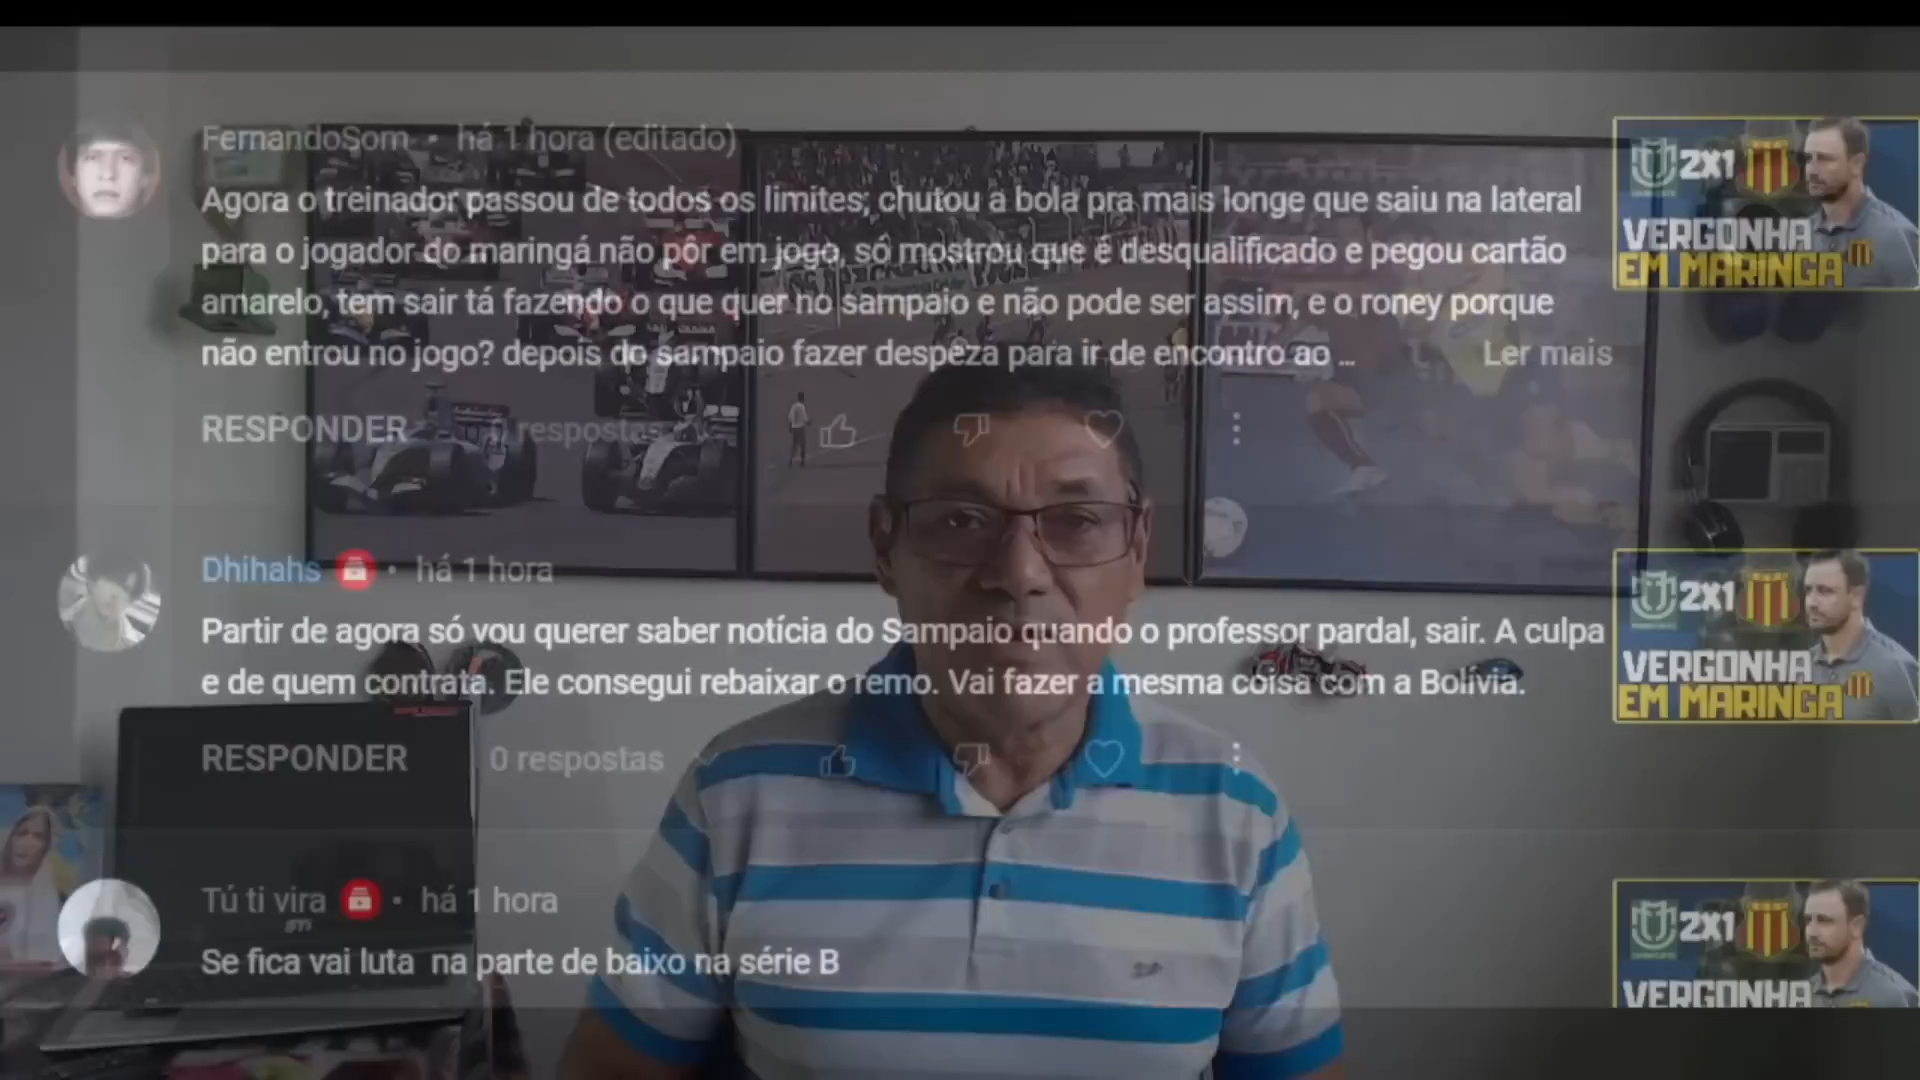 FernandoSom • há 1 hora (editado)
Agora o treinador passou de todos os limites; chutou a bola pra mais longe que saiu na lateral
para o jogador do maringá não pôr em jogo, só mostrou que é desqualificado e pegou cartão
amarelo, tem sair tá fazendo o que quer no sampaio e não pode ser assim, e o roney porque
não entrou no jogo? depois do sampaio fazer despeza para ir de encontro ao ... Ler mais
RESPONDER 0 respostas
2X1
VERGONHA
EM MARINGA
Dhihahs • há 1 hora
Partir de agora só vou querer saber notícia do Sampaio quando o professor pardal, sair. A culpa
e de quem contrata. Ele consegui rebaixar o remo. Vai fazer a mesma coisa com a Bolivia.
RESPONDER 0 respostas
2X1
VERGONHA
EM MARINGA
Tú ti vira • há 1 hora
Se fica vai luta na parte de baixo na série B
2X1
VERGONHA